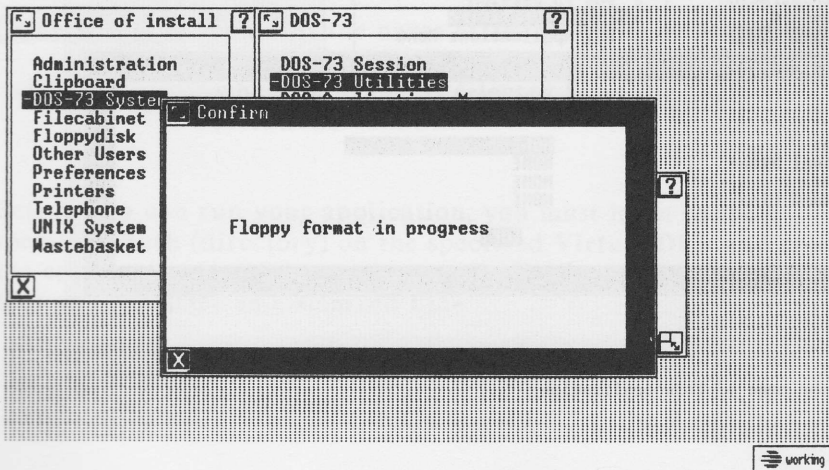 Office of install ?
Administration
Clipboard
-DOS-73 System
Filecabinet
Floppydisk
Other Users
Preferences
Printers
Telephone
UNIX System
Wastebasket
X
DOS-73 ?
DOS-73 Session
-DOS-73 Utilities
?
Confirm
Floppy format in progress
X
working